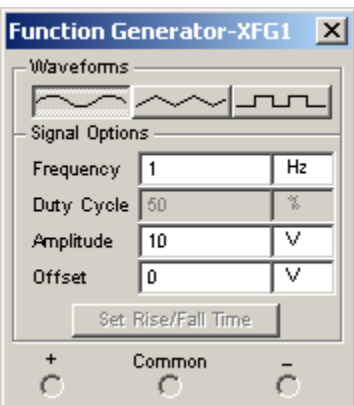 Function Generator-XFG1
Waveforms
Signal Options
Frequency 1 Hz
Duty Cycle 50 %
Amplitude 10 V
Offset 0 V
Set Rise/Fall Time
+ Common –